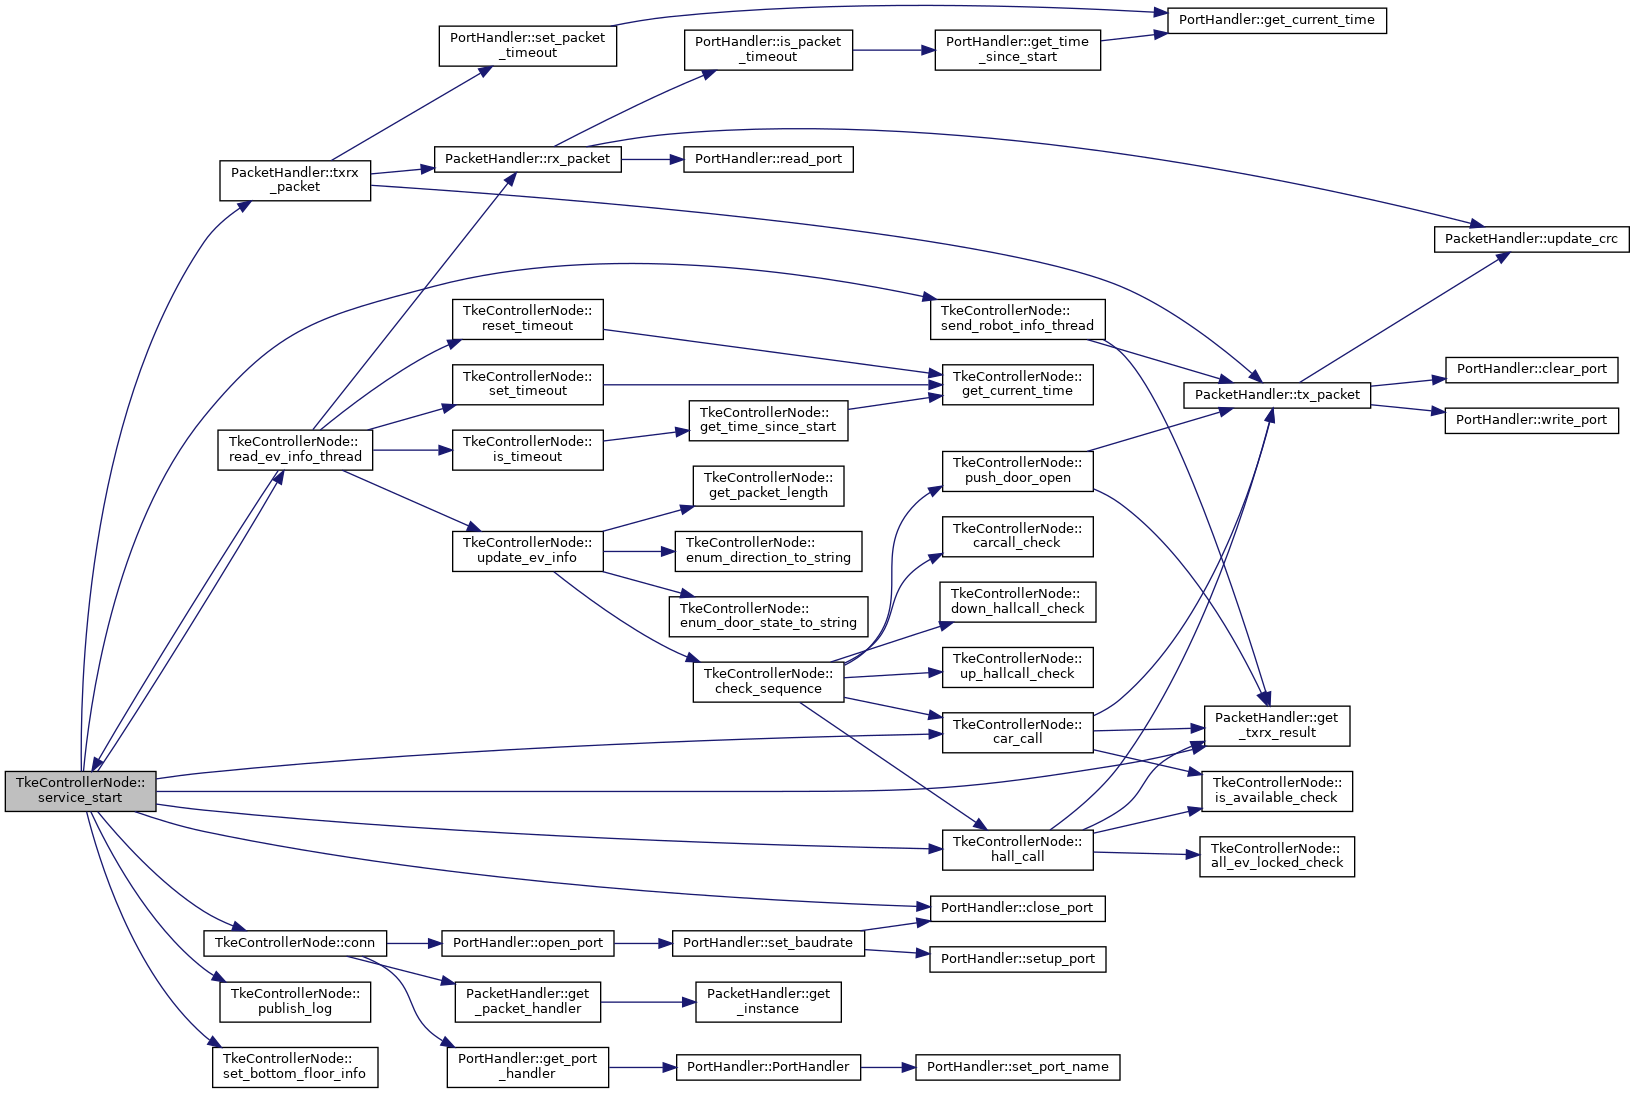 PortHandler::get_current_time
PortHandler::set_packet
_timeout
PortHandler::is_packet
_timeout
PortHandler::get_time
_since_start
PacketHandler::txrx
_packet
PacketHandler::rx_packet
PortHandler::read_port
PacketHandler::update_crc
TkeControllerNode::
reset_timeout
TkeControllerNode::
send_robot_info_thread
TkeControllerNode::
set_timeout
TkeControllerNode::
get_current_time
PacketHandler::tx_packet
PortHandler::clear_port
PortHandler::write_port
TkeControllerNode::
get_time_since_start
TkeControllerNode::
read_ev_info_thread
TkeControllerNode::
is_timeout
TkeControllerNode::
push_door_open
TkeControllerNode::
get_packet_length
TkeControllerNode::
carcall_check
TkeControllerNode::
update_ev_info
TkeControllerNode::
enum_direction_to_string
TkeControllerNode::
down_hallcall_check
TkeControllerNode::
enum_door_state_to_string
TkeControllerNode::
up_hallcall_check
TkeControllerNode::
check_sequence
TkeControllerNode::
car_call
PacketHandler::get
_txrx_result
TkeControllerNode::
service_start
TkeControllerNode::
is_available_check
TkeControllerNode::
hall_call
TkeControllerNode::
all_ev_locked_check
PortHandler::close_port
TkeControllerNode::conn
PortHandler::open_port
PortHandler::set_baudrate
PortHandler::setup_port
TkeControllerNode::
publish_log
PacketHandler::get
_packet_handler
PacketHandler::get
_instance
TkeControllerNode::
set_bottom_floor_info
PortHandler::get_port
_handler
PortHandler::PortHandler
PortHandler::set_port_name